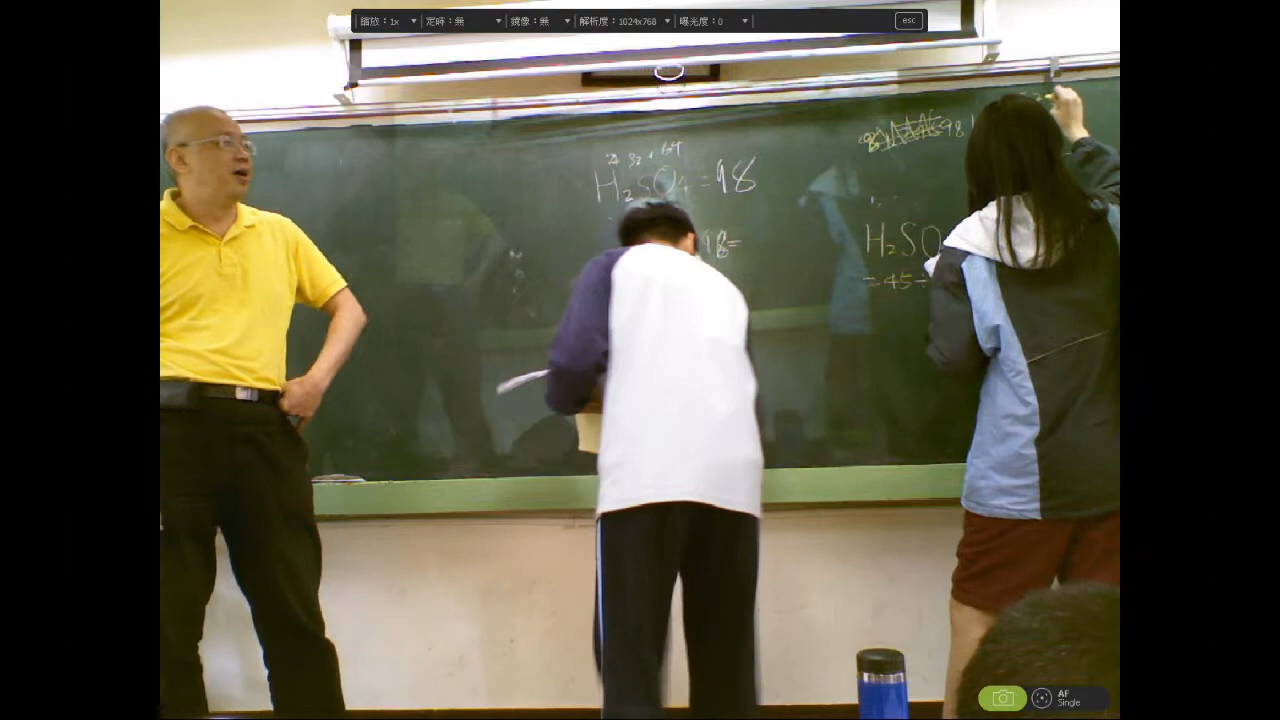 縮放：1x 定時：無 鏡像：無 解析度：1024x768 曝光度：0 esc
32 + 64
H₂SO₄=98
98=
98
H₂SO
=45÷
AF
Single